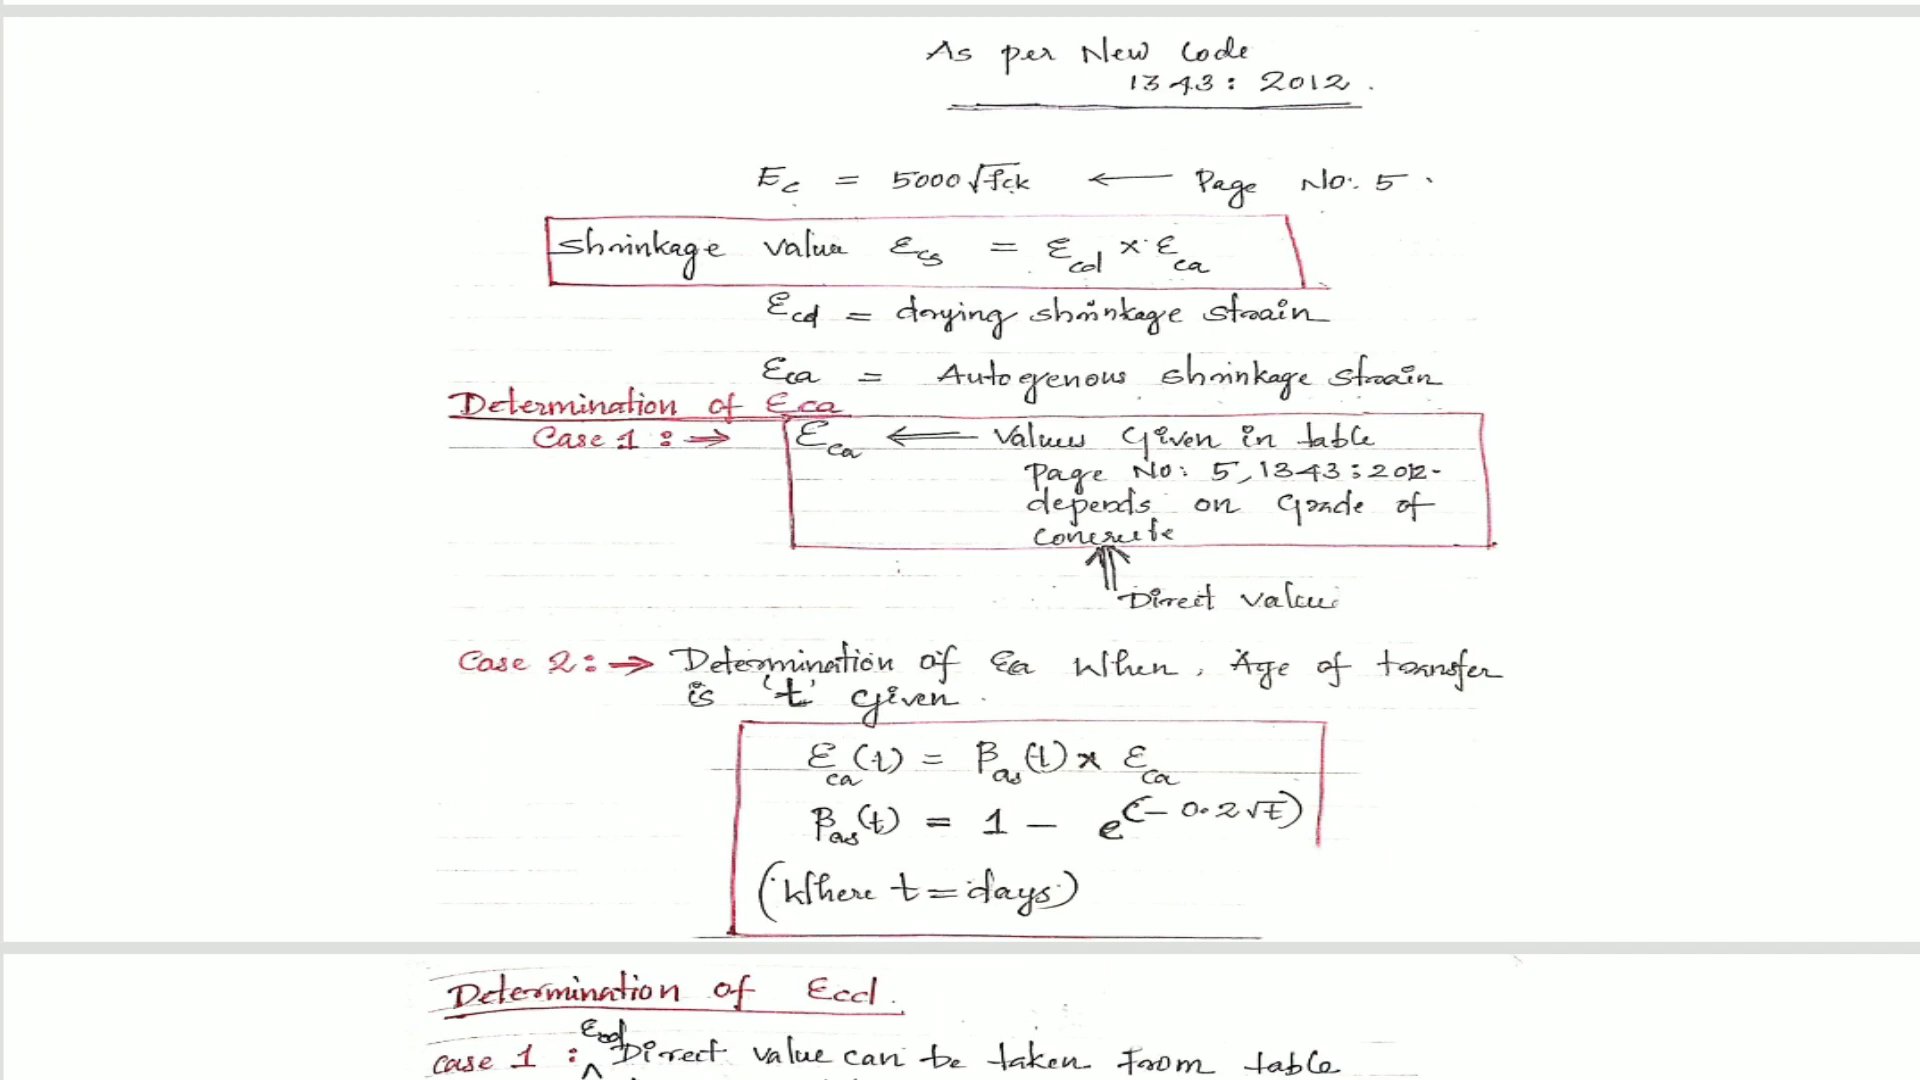 As per New Code
1343: 2012.
Ec = 5000√fck ← Page No: 5.
Shrinkage value εcs = εcd × εca
εcd = drying shrinkage strain
εca = Autogenous shrinkage strain
Determination of εca
Case 1 :→ εca ← Values Given in table
Page No: 5, 1343:2012-
depends on Grade of
concrete
Direct value
Case 2:→ Determination of εca When, Age of transfer
is 't' given.
εca(t) = βas(t) × εca
βas(t) = 1 - e(-0.2√t)
(Where t = days)
Determination of εcd.
εcd
case 1 : ^ Direct value can be taken from table